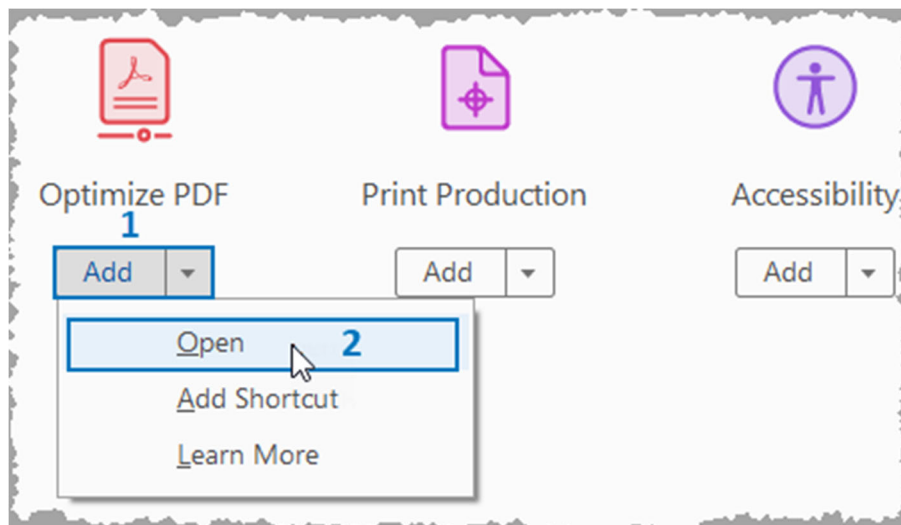 Optimize PDF Print Production Accessibility
1
Add Add Add
Open 2
Add Shortcut
Learn More